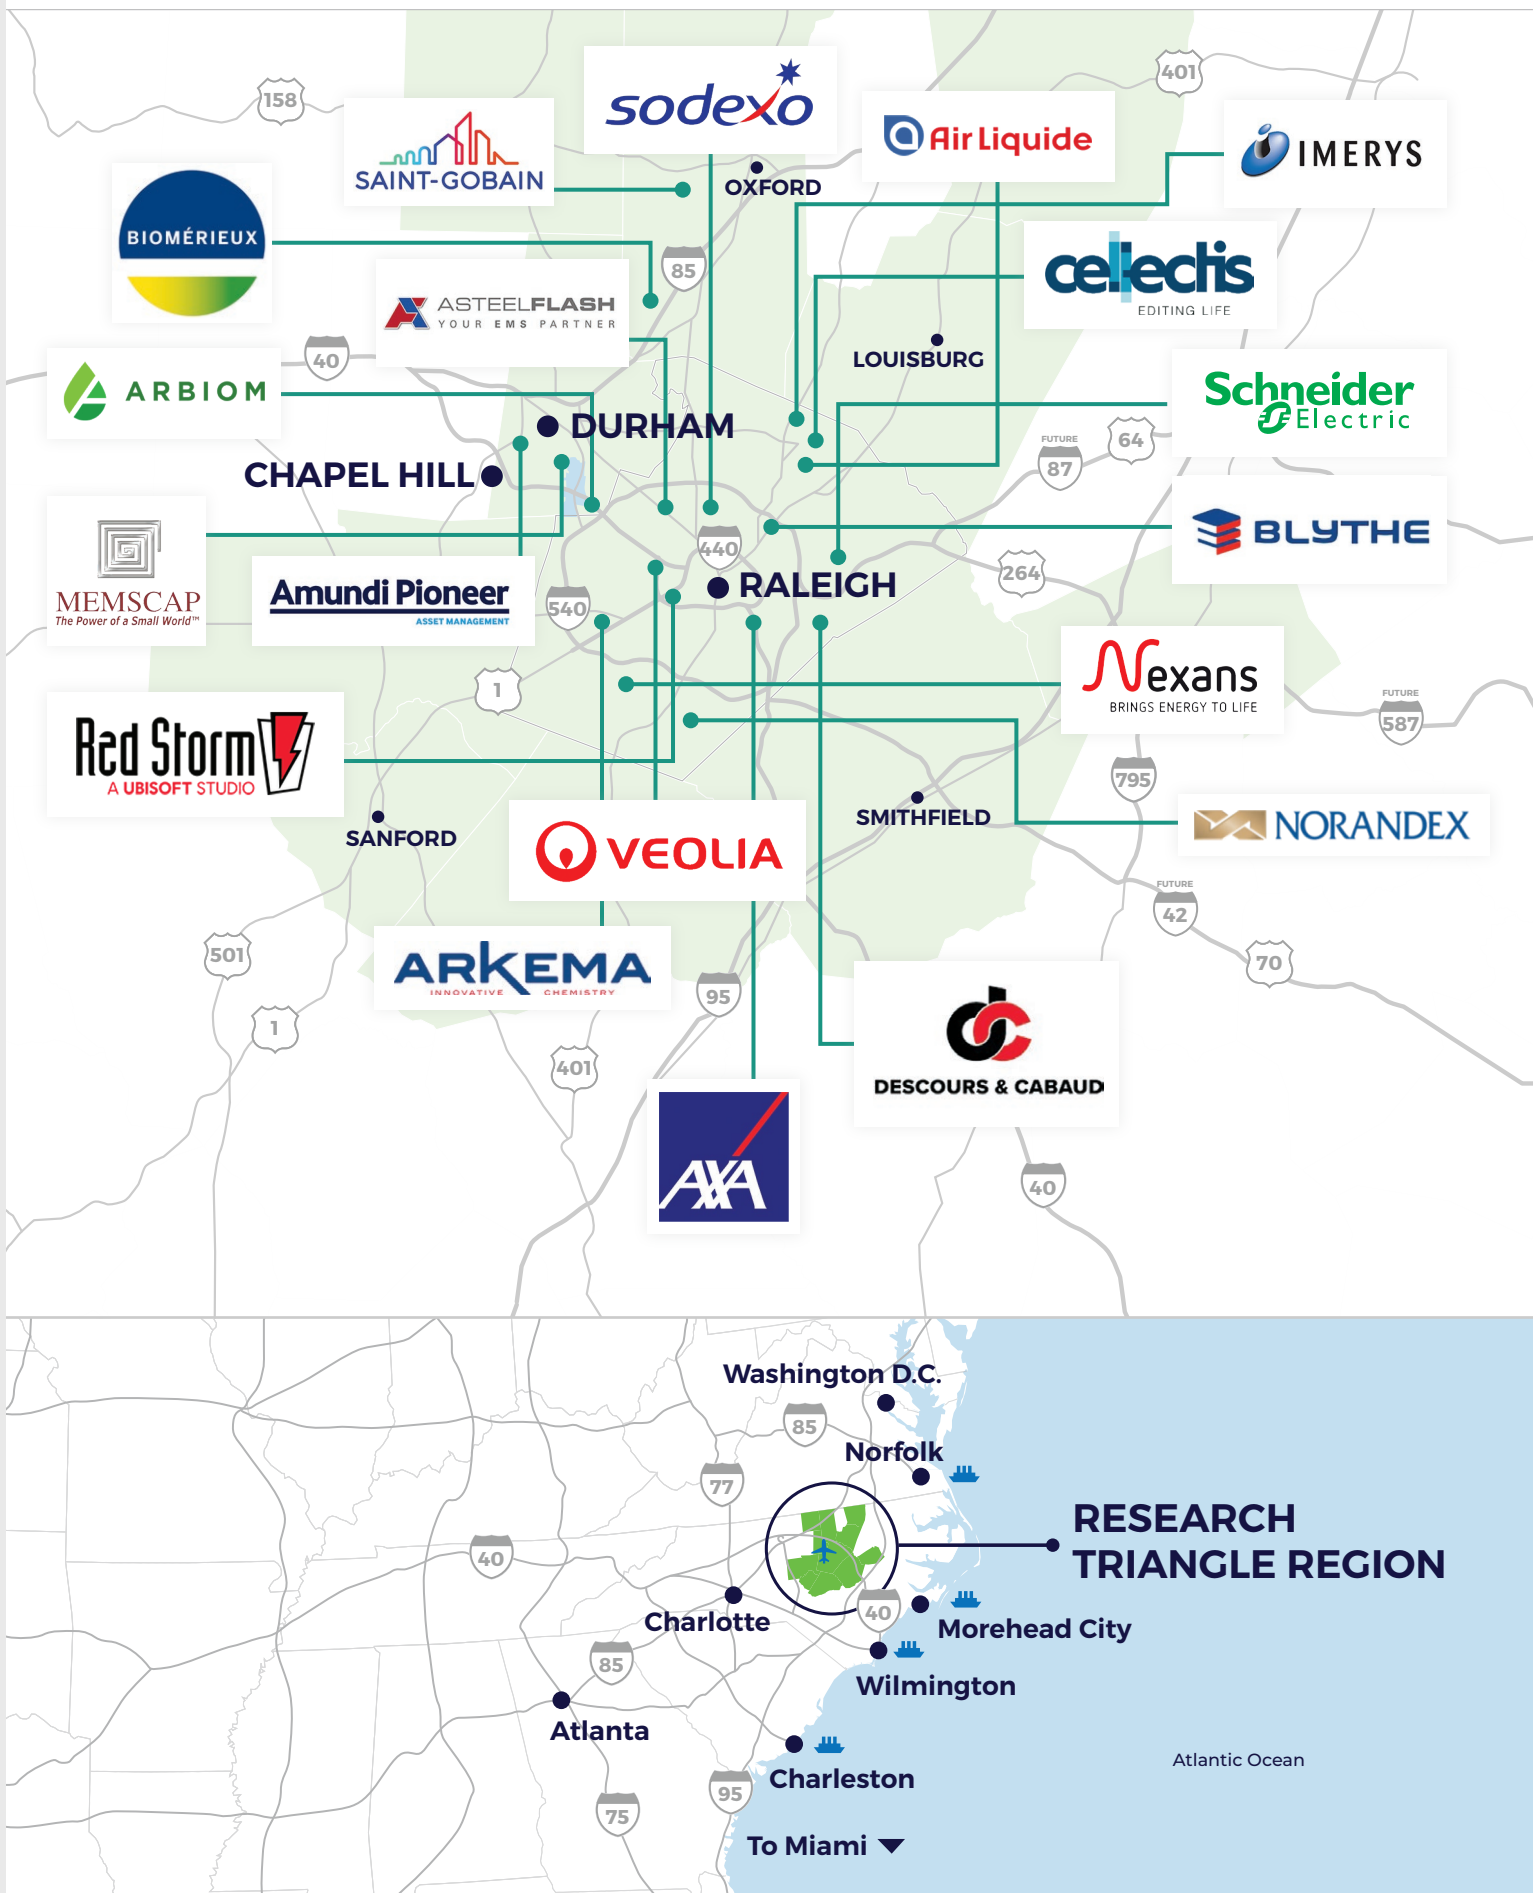 401
158
sodexo
Air Liquide
IMERYS
SAINT-GOBAIN
OXFORD
BIOMÉRIEUX
85
cellectis
EDITING LIFE
ASTEELFLASH
YOUR EMS PARTNER
40
LOUISBURG
ARBIOM
Schneider
Electric
DURHAM
FUTURE
87
64
CHAPEL HILL
BLYTHE
440
264
MEMSCAP
The Power of a Small World™
Amundi Pioneer
ASSET MANAGEMENT
540
RALEIGH
1
Nexans
BRINGS ENERGY TO LIFE
FUTURE
587
Red Storm
A UBISOFT STUDIO
795
SANFORD
SMITHFIELD
NORANDEX
VEOLIA
FUTURE
42
501
70
ARKEMA
INNOVATIVE CHEMISTRY
95
1
401
DESCOURS & CABAUD
AXA
40
Washington D.C.
85
Norfolk
77
RESEARCH
TRIANGLE REGION
40
40
Charlotte
Morehead City
85
Wilmington
Atlanta
Atlantic Ocean
Charleston
95
75
To Miami